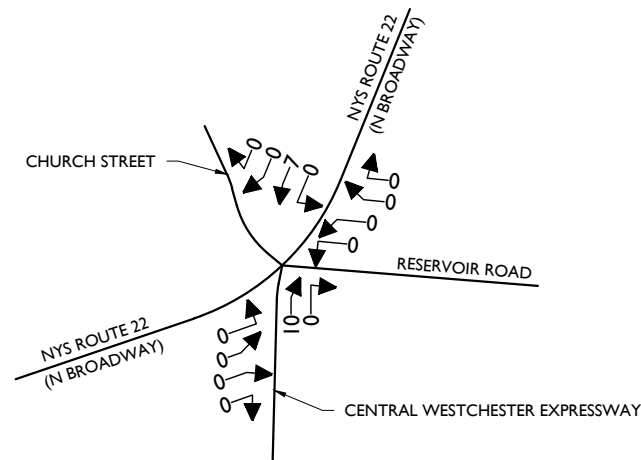 NYS ROUTE 22
(N BROADWAY)
CHURCH STREET
0
0
7
0
0
0
0
0
RESERVOIR ROAD
10
0
NYS ROUTE 22
(N BROADWAY)
0
0
0
0
CENTRAL WESTCHESTER EXPRESSWAY